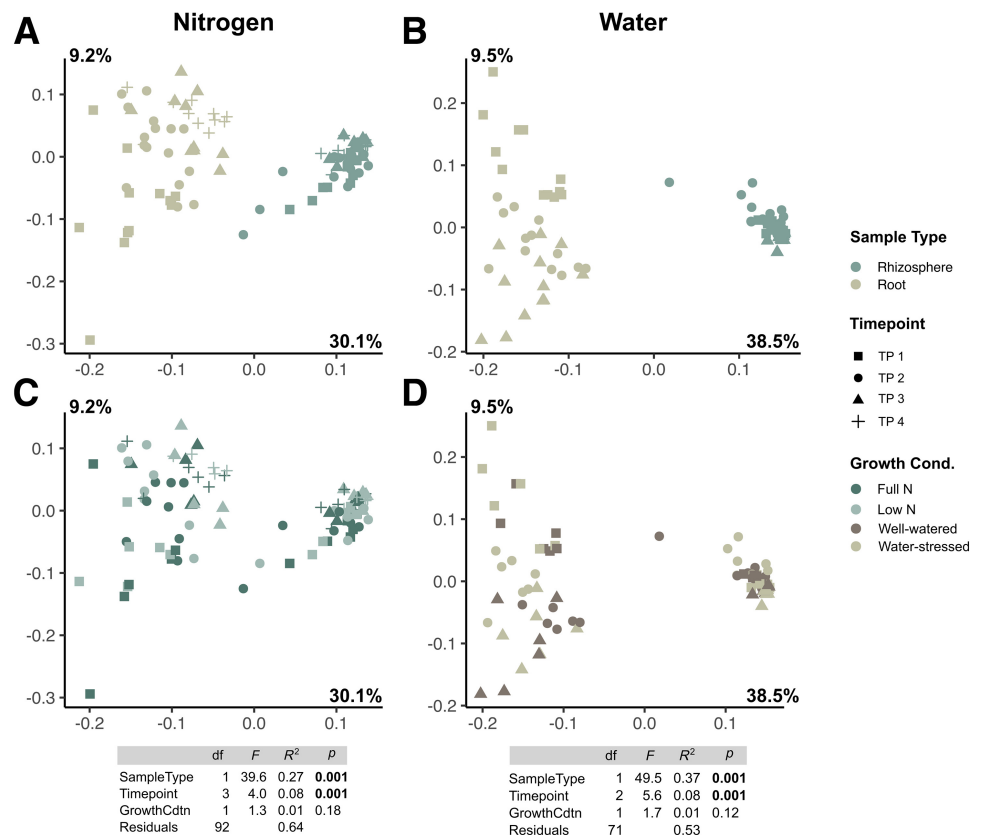 A
Nitrogen
9.2%
0.1
0.0
-0.1
-0.2
-0.3
30.1%
-0.2
-0.1
0.0
0.1
B
Water
9.5%
0.2
0.1
0.0
-0.1
-0.2
38.5%
-0.2
-0.1
0.0
0.1
C
9.2%
0.1
0.0
-0.1
-0.2
-0.3
30.1%
-0.2
-0.1
0.0
0.1
D
9.5%
0.2
0.1
0.0
-0.1
-0.2
38.5%
-0.2
-0.1
0.0
0.1
Sample Type
Rhizosphere
Root
Timepoint
TP 1
TP 2
TP 3
TP 4
Growth Cond.
Full N
Low N
Well-watered
Water-stressed
df F R² p
SampleType 1 39.6 0.27 0.001
Timepoint 3 4.0 0.08 0.001
GrowthCdtn 1 1.3 0.01 0.18
Residuals 92 0.64
df F R² p
SampleType 1 49.5 0.37 0.001
Timepoint 2 5.6 0.08 0.001
GrowthCdtn 1 1.7 0.01 0.12
Residuals 71 0.53